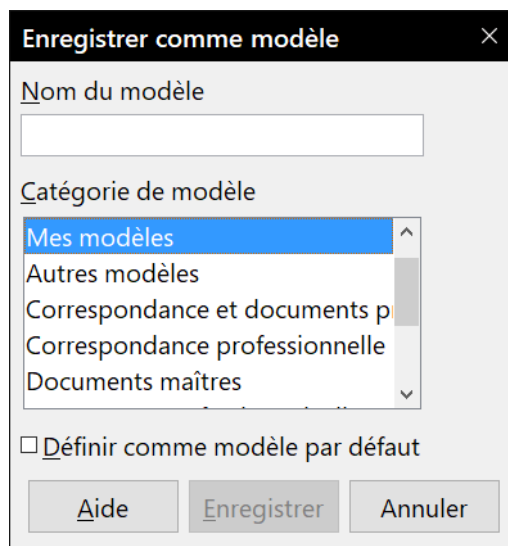 Enregistrer comme modèle
Nom du modèle
Catégorie de modèle
Mes modèles
Autres modèles
Correspondance et documents p
Correspondance professionnelle
Documents maîtres
Définir comme modèle par défaut
Aide Enregistrer Annuler